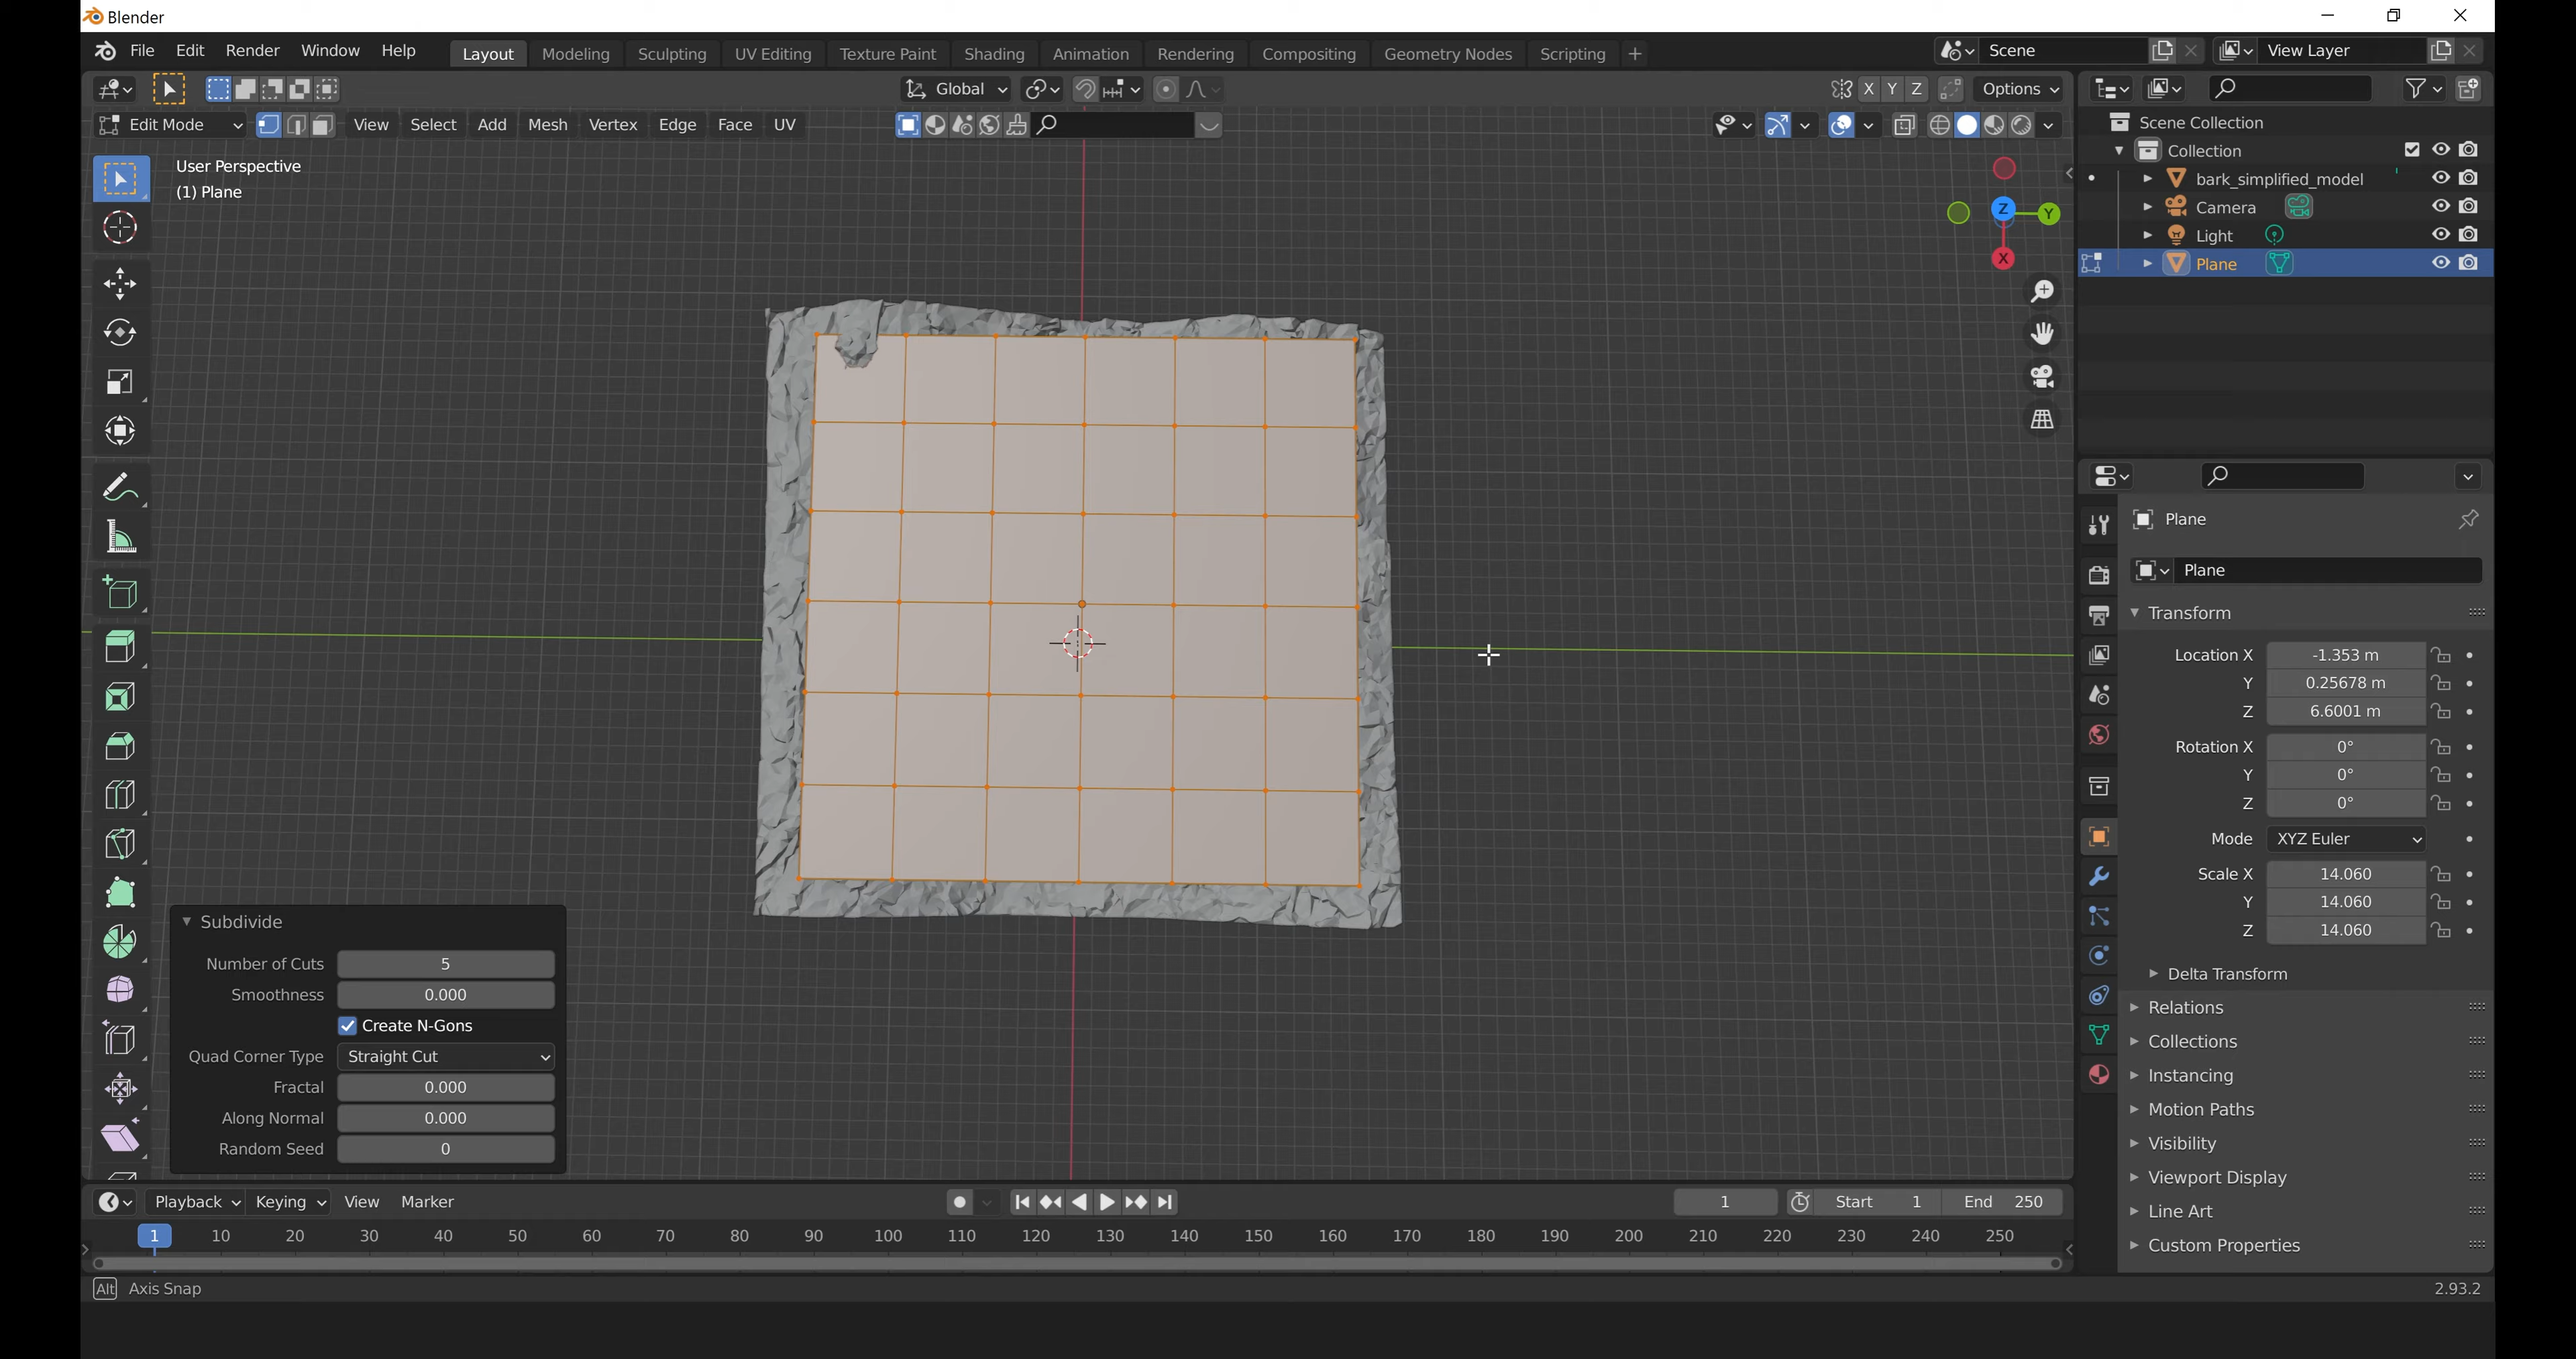 Blender
File Edit Render Window Help Layout Modeling Sculpting UV Editing Texture Paint Shading Animation Rendering Compositing Geometry Nodes Scripting + Scene View Layer
Global X Y Z Options
Edit Mode View Select Add Mesh Vertex Edge Face UV
User Perspective
(1) Plane
Z Y
X
Scene Collection
Collection
bark_simplified_model
Camera
Light
Plane
Plane
Plane
Transform
Location X -1.353 m
Y 0.25678 m
Z 6.6001 m
Rotation X 0°
Y 0°
Z 0°
Mode XYZ Euler
Scale X 14.060
Y 14.060
Z 14.060
Delta Transform
Relations
Collections
Instancing
Motion Paths
Visibility
Viewport Display
Line Art
Custom Properties
Subdivide
Number of Cuts 5
Smoothness 0.000
Create N-Gons
Quad Corner Type Straight Cut
Fractal 0.000
Along Normal 0.000
Random Seed 0
Playback Keying View Marker 1 Start 1 End 250
1 10 20 30 40 50 60 70 80 90 100 110 120 130 140 150 160 170 180 190 200 210 220 230 240 250
Alt Axis Snap 2.93.2